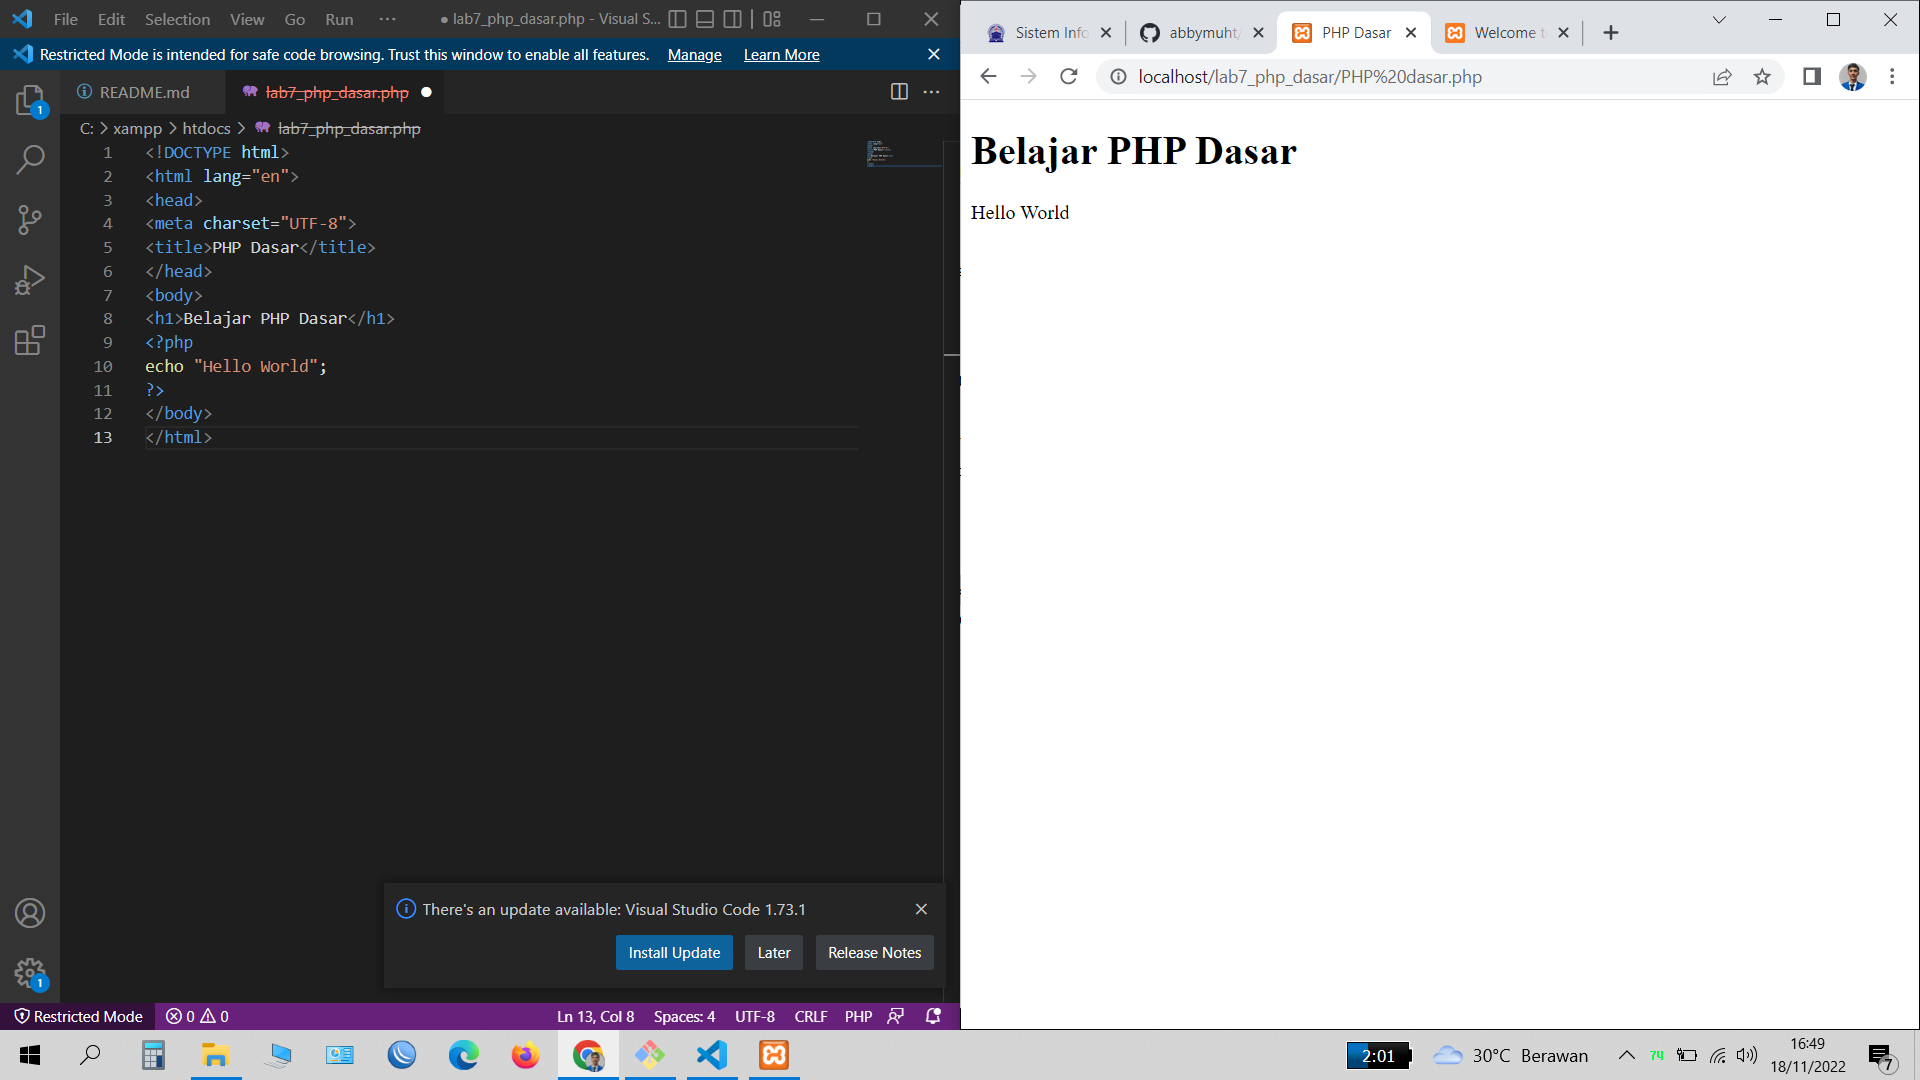 File Edit Selection View Go Run ··· ● lab7_php_dasar.php - Visual S...
Restricted Mode is intended for safe code browsing. Trust this window to enable all features. Manage Learn More
README.md lab7_php_dasar.php
C: > xampp > htdocs > lab7_php_dasar.php
1 <!DOCTYPE html>
2 <html lang="en">
3 <head>
4 <meta charset="UTF-8">
5 <title>PHP Dasar</title>
6 </head>
7 <body>
8 <h1>Belajar PHP Dasar</h1>
9 <?php
10 echo "Hello World";
11 ?>
12 </body>
13 </html>
1
There's an update available: Visual Studio Code 1.73.1
Install Update Later Release Notes
1
Restricted Mode 0 0 Ln 13, Col 8 Spaces: 4 UTF-8 CRLF PHP
Sistem Info abbymuht/ PHP Dasar Welcome t
localhost/lab7_php_dasar/PHP%20dasar.php
Belajar PHP Dasar
Hello World
2:01 30°C Berawan 74 16:49
18/11/2022 7